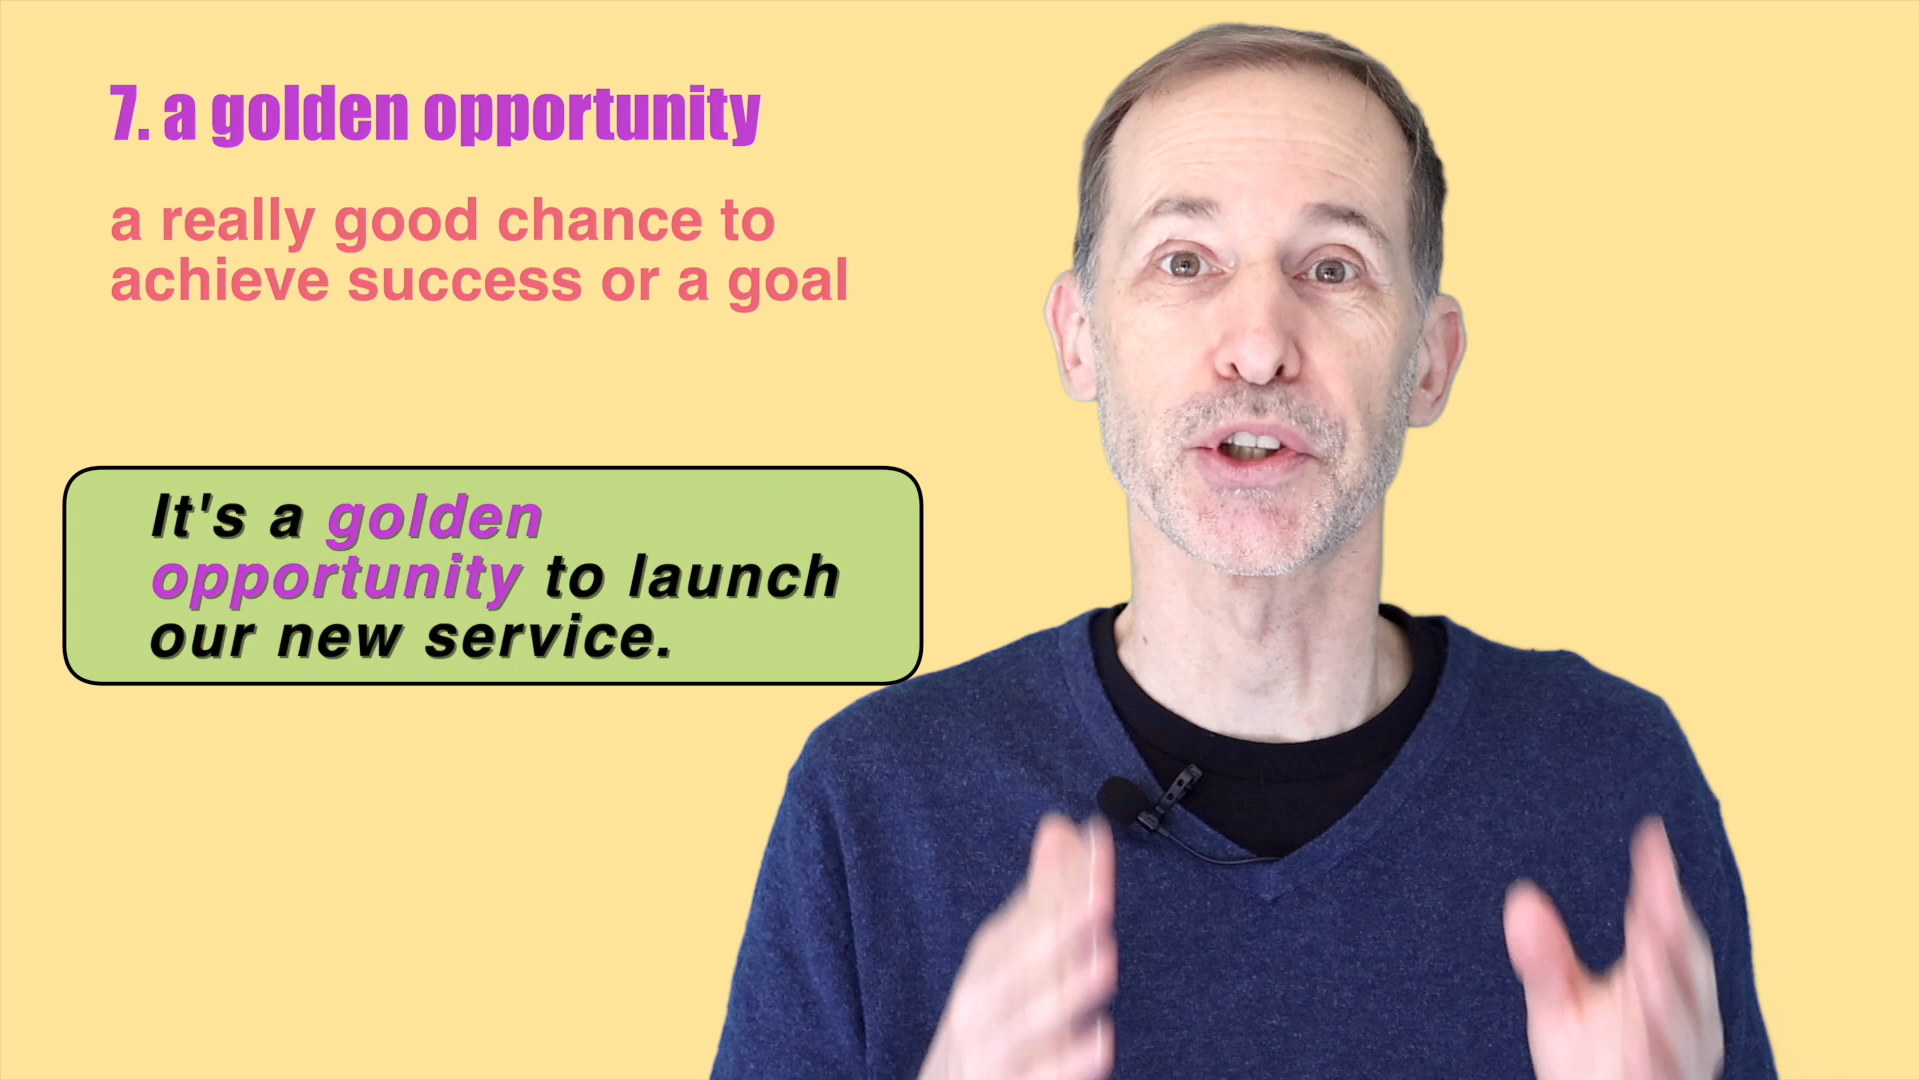 7. a golden opportunity
a really good chance to
achieve success or a goal
It's a golden
opportunity to launch
our new service.